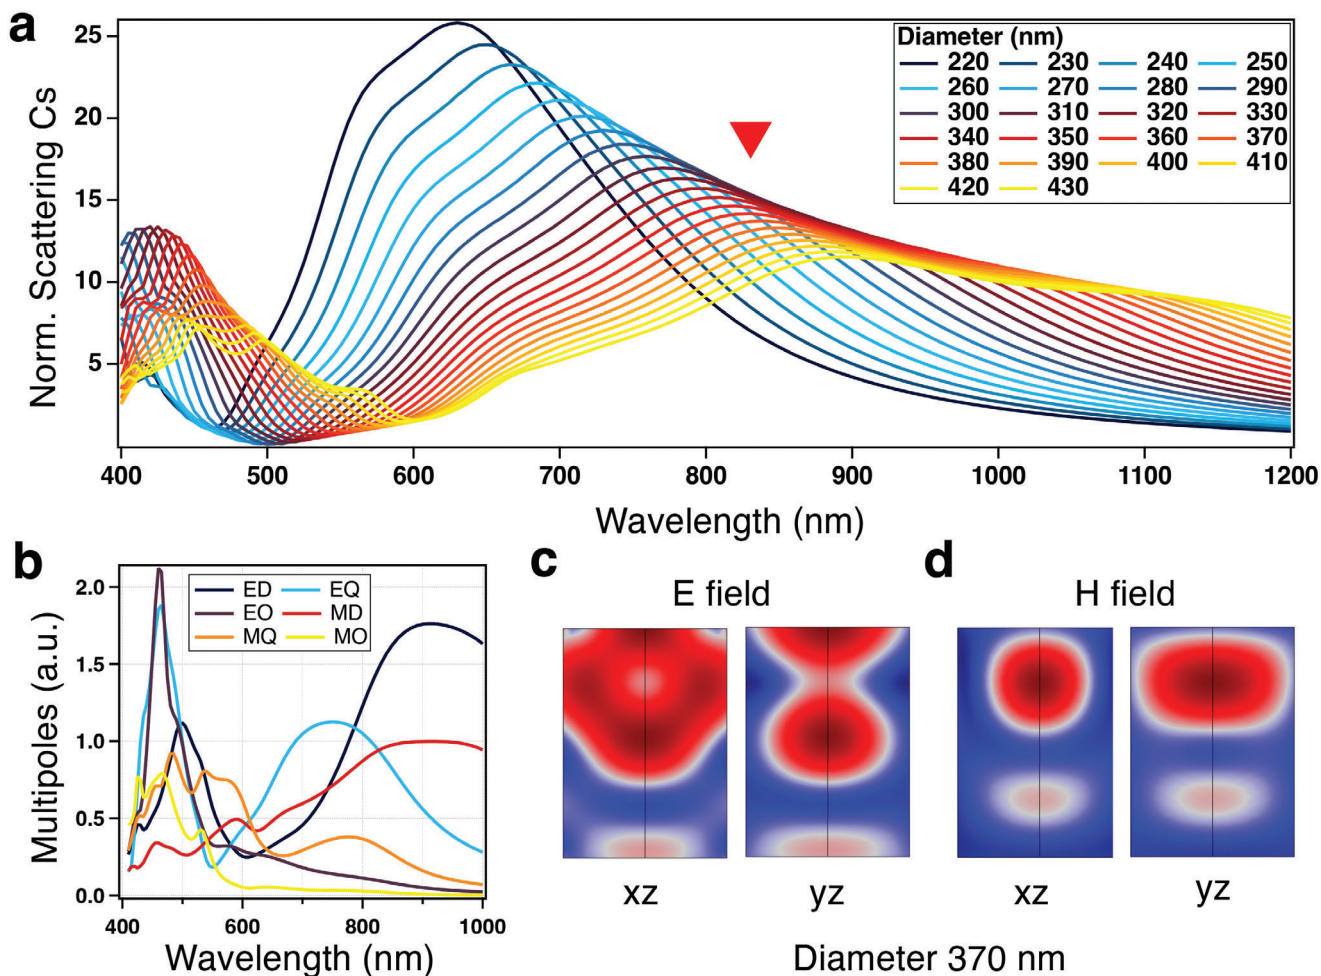 a
Norm. Scattering Cs
25
20
15
10
5
Diameter (nm)
220 230 240 250
260 270 280 290
300 310 320 330
340 350 360 370
380 390 400 410
420 430
400 500 600 700 800 900 1000 1100 1200
Wavelength (nm)
b
Multipoles (a.u.)
2.0
1.5
1.0
0.5
0.0
ED EQ
EO MD
MQ MO
400 600 800 1000
Wavelength (nm)
c
E field
xz yz
d
H field
xz yz
Diameter 370 nm